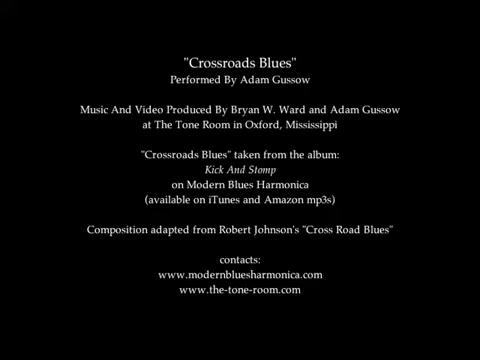 "Crossroads Blues"
Performed By Adam Gussow
Music And Video Produced By Bryan W. Ward and Adam Gussow
at The Tone Room in Oxford, Mississippi
"Crossroads Blues" taken from the album:
Kick And Stomp
on Modern Blues Harmonica
(available on iTunes and Amazon mp3s)
Composition adapted from Robert Johnson's "Cross Road Blues"
contacts:
www.modernbluesharmonica.com
www.the-tone-room.com